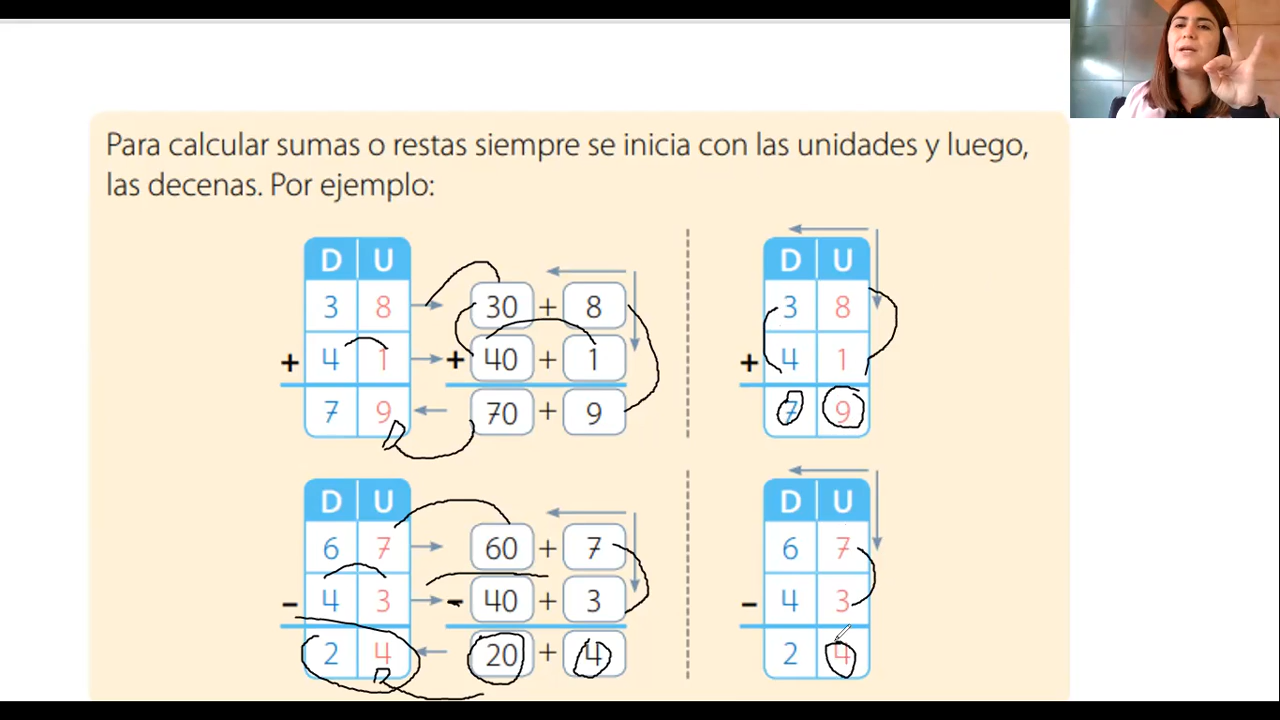 Para calcular sumas o restas siempre se inicia con las unidades y luego,
las decenas. Por ejemplo:
D U
3 8
+ 4 1
7 9
30 + 8
+ 40 + 1
70 + 9
D U
3 8
+ 4 1
7 9
D U
6 7
- 4 3
2 4
60 + 7
- 40 + 3
20 + 4
D U
6 7
- 4 3
2 4